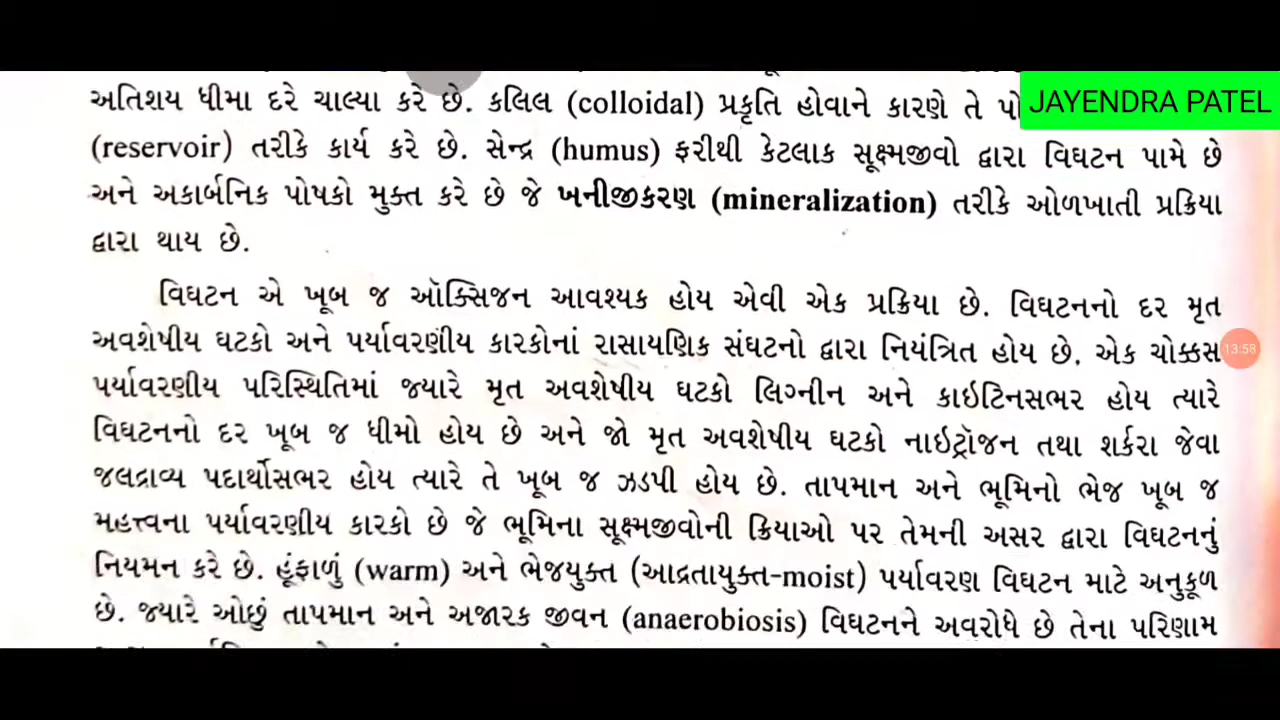 અતિશય ધીમા દરે ચાલ્યા કરે છે. કલિલ (colloidal) પ્રકૃતિ હોવાને કારણે તે
JAYENDRA PATEL
(reservoir) તરીકે કાર્ય કરે છે. સેન્દ્ર (humus) ફરીથી કેટલાક સૂક્ષ્મજીવો દ્વારા વિઘટન પામે છે
અને અકાર્બનિક પોષકો મુક્ત કરે છે જે ખનીજીકરણ (mineralization) તરીકે ઓળખાતી પ્રક્રિયા
દ્વારા થાય છે.
વિઘટન એ ખૂબ જ ઑક્સિજન આવશ્યક હોય એવી એક પ્રક્રિયા છે. વિઘટનનો દર મૃત
અવશેષીય ઘટકો અને પર્યાવરણીય કારકોનાં રાસાયણિક સંઘટનો દ્વારા નિયંત્રિત હોય છે. એક ચોક્કસ
13:58
પર્યાવરણીય પરિસ્થિતિમાં જ્યારે મૃત અવશેષીય ઘટકો લિગ્નીન અને કાઇટિનસભર હોય ત્યારે
વિઘટનનો દર ખૂબ જ ધીમો હોય છે અને જો મૃત અવશેષીય ઘટકો નાઇટ્રૉજન તથા શર્કરા જેવા
જલદ્રાવ્ય પદાર્થોસભર હોય ત્યારે તે ખૂબ જ ઝડપી હોય છે. તાપમાન અને ભૂમિનો ભેજ ખૂબ જ
મહત્ત્વના પર્યાવરણીય કારકો છે જે ભૂમિના સૂક્ષ્મજીવોની ક્રિયાઓ પર તેમની અસર દ્વારા વિઘટનનું
નિયમન કરે છે. હૂંફાળું (warm) અને ભેજયુક્ત (આદ્રતાયુક્ત-moist) પર્યાવરણ વિઘટન માટે અનુકૂળ
છે. જ્યારે ઓછું તાપમાન અને અજારક જીવન (anaerobiosis) વિઘટનને અવરોધે છે તેના પરિણામ